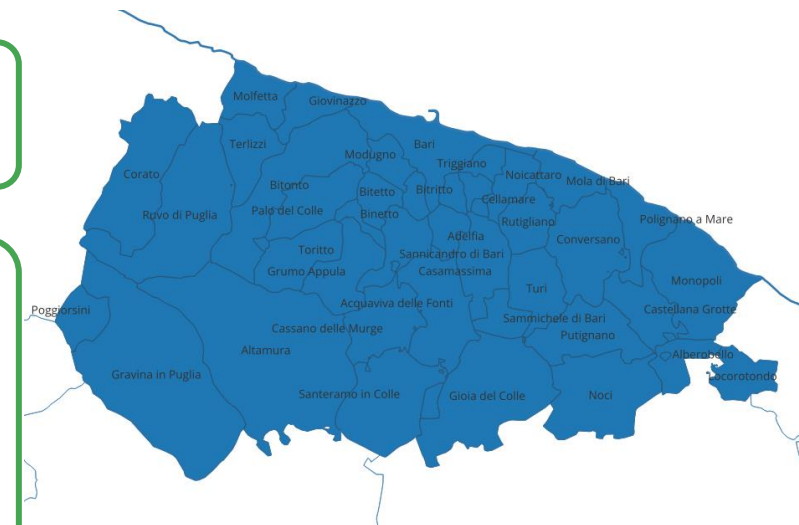 Molfetta
Giovinazzo
Terlizzi
Bari
Modugno
Triggiano
Corato
Noicattaro
Mola di Bari
Bitonto
Bitetto
Bitritto
Cellamare
Ruvo di Puglia
Palo del Colle
Binetto
Rutigliano
Polignano a Mare
Adelfia
Conversano
Toritto
Sannicandro di Bari
Grumo Appula
Casamassima
Turi
Monopoli
Poggiorsini
Acquaviva delle Fonti
Castellana Grotte
Sammichele di Bari
Cassano delle Murge
Putignano
Altamura
Alberobello
Gravina in Puglia
Locorotondo
Santeramo in Colle
Gioia del Colle
Noci